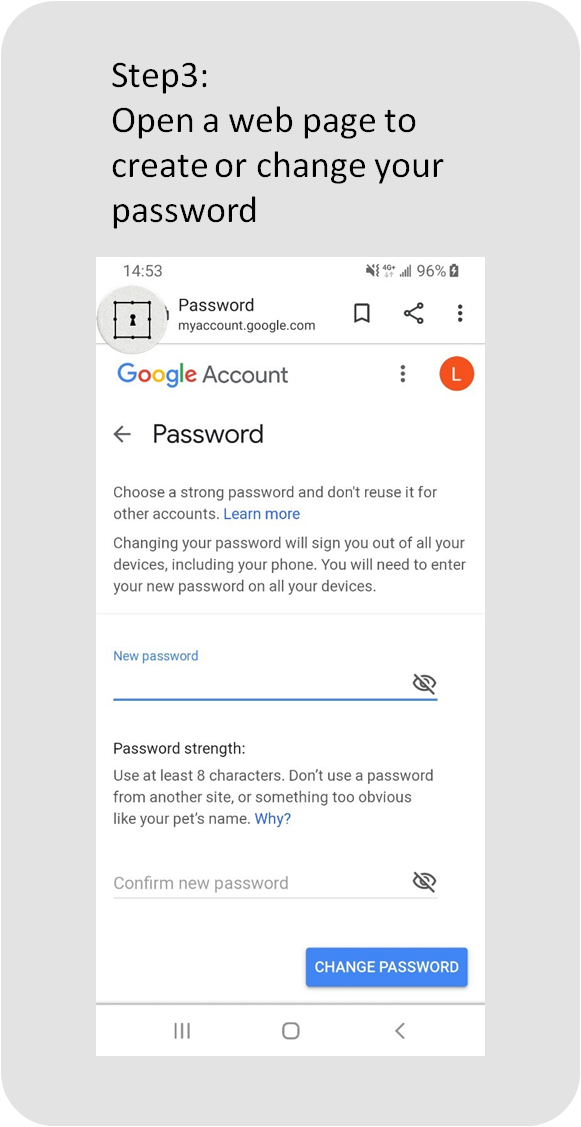 Step3:
Open a web page to
create or change your
password
14:53
4G+
96%
Password
myaccount.google.com
Google Account
L
Password
Choose a strong password and don't reuse it for
other accounts. Learn more
Changing your password will sign you out of all your
devices, including your phone. You will need to enter
your new password on all your devices.
New password
Password strength:
Use at least 8 characters. Don’t use a password
from another site, or something too obvious
like your pet’s name. Why?
Confirm new password
CHANGE PASSWORD